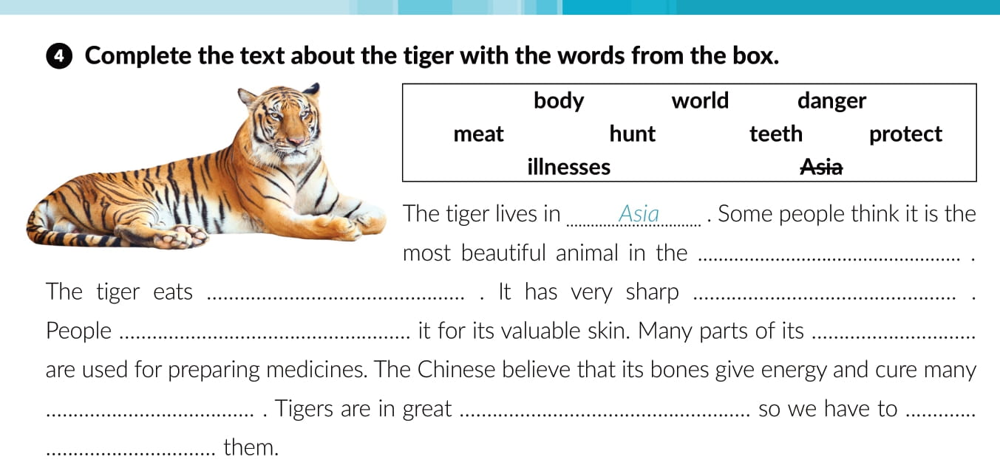 4 Complete the text about the tiger with the words from the box.
body world danger
meat hunt teeth protect
illnesses Asia
The tiger lives in ............Asia.......... . Some people think it is the
most beautiful animal in the .................................................. .
The tiger eats ................................................ . It has very sharp ................................................ .
People ...................................................... it for its valuable skin. Many parts of its ..............................
are used for preparing medicines. The Chinese believe that its bones give energy and cure many
...................................... . Tigers are in great ...................................................... so we have to .............
............................... them.